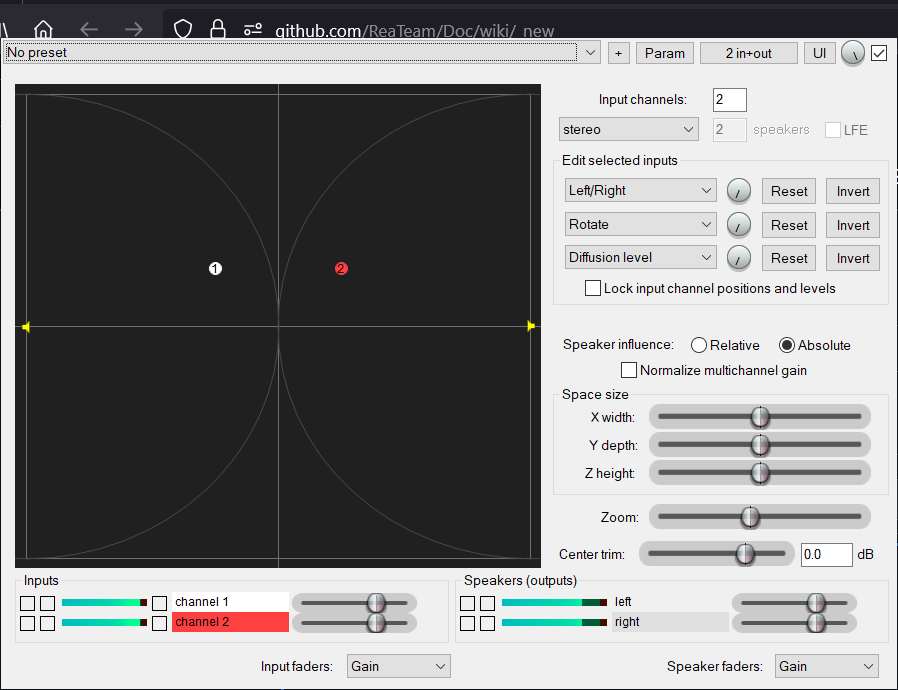 github.com/ReaTeam/Doc/wiki/_new
No preset
+ Param 2 in+out UI
Input channels: 2
stereo 2 speakers LFE
Edit selected inputs
Left/Right Reset Invert
Rotate Reset Invert
Diffusion level Reset Invert
Lock input channel positions and levels
1 2
Speaker influence: Relative Absolute
Normalize multichannel gain
Space size
X width:
Y depth:
Z height:
Zoom:
Center trim: 0.0 dB
Inputs
channel 1
channel 2
Input faders: Gain
Speakers (outputs)
left
right
Speaker faders: Gain